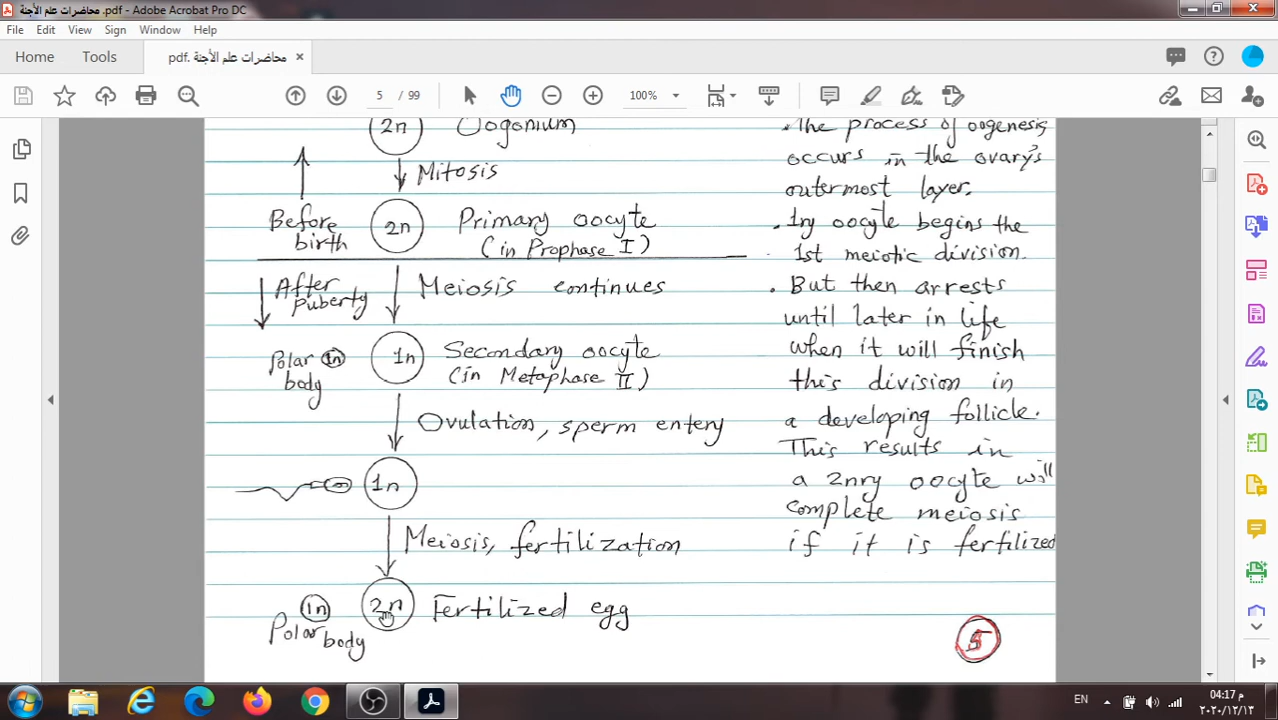 محاضرات علم الأجنة .pdf - Adobe Acrobat Pro DC
File Edit View Sign Window Help
Home Tools محاضرات علم الأجنة .pdf ×
5 / 99 100%
2n Oogonium
Mitosis
Before birth 2n Primary oocyte
(in Prophase I)
After puberty Meiosis continues
Polar body 1n 1n Secondary oocyte
(in Metaphase II)
Ovulation, sperm entery
1n
Meiosis, fertilization
1n Polar body 2n Fertilized egg
. The process of oogenesis
occurs in the ovary's
outermost layer.
. 1ry oocyte begins the
1st meiotic division.
. But then arrests
until later in life
when it will finish
this division in
a developing follicle.
This results in
a 2nry oocyte will
complete meiosis
if it is fertilized
5
EN
04:17 م
٢٠٢٠/١٢/١٣